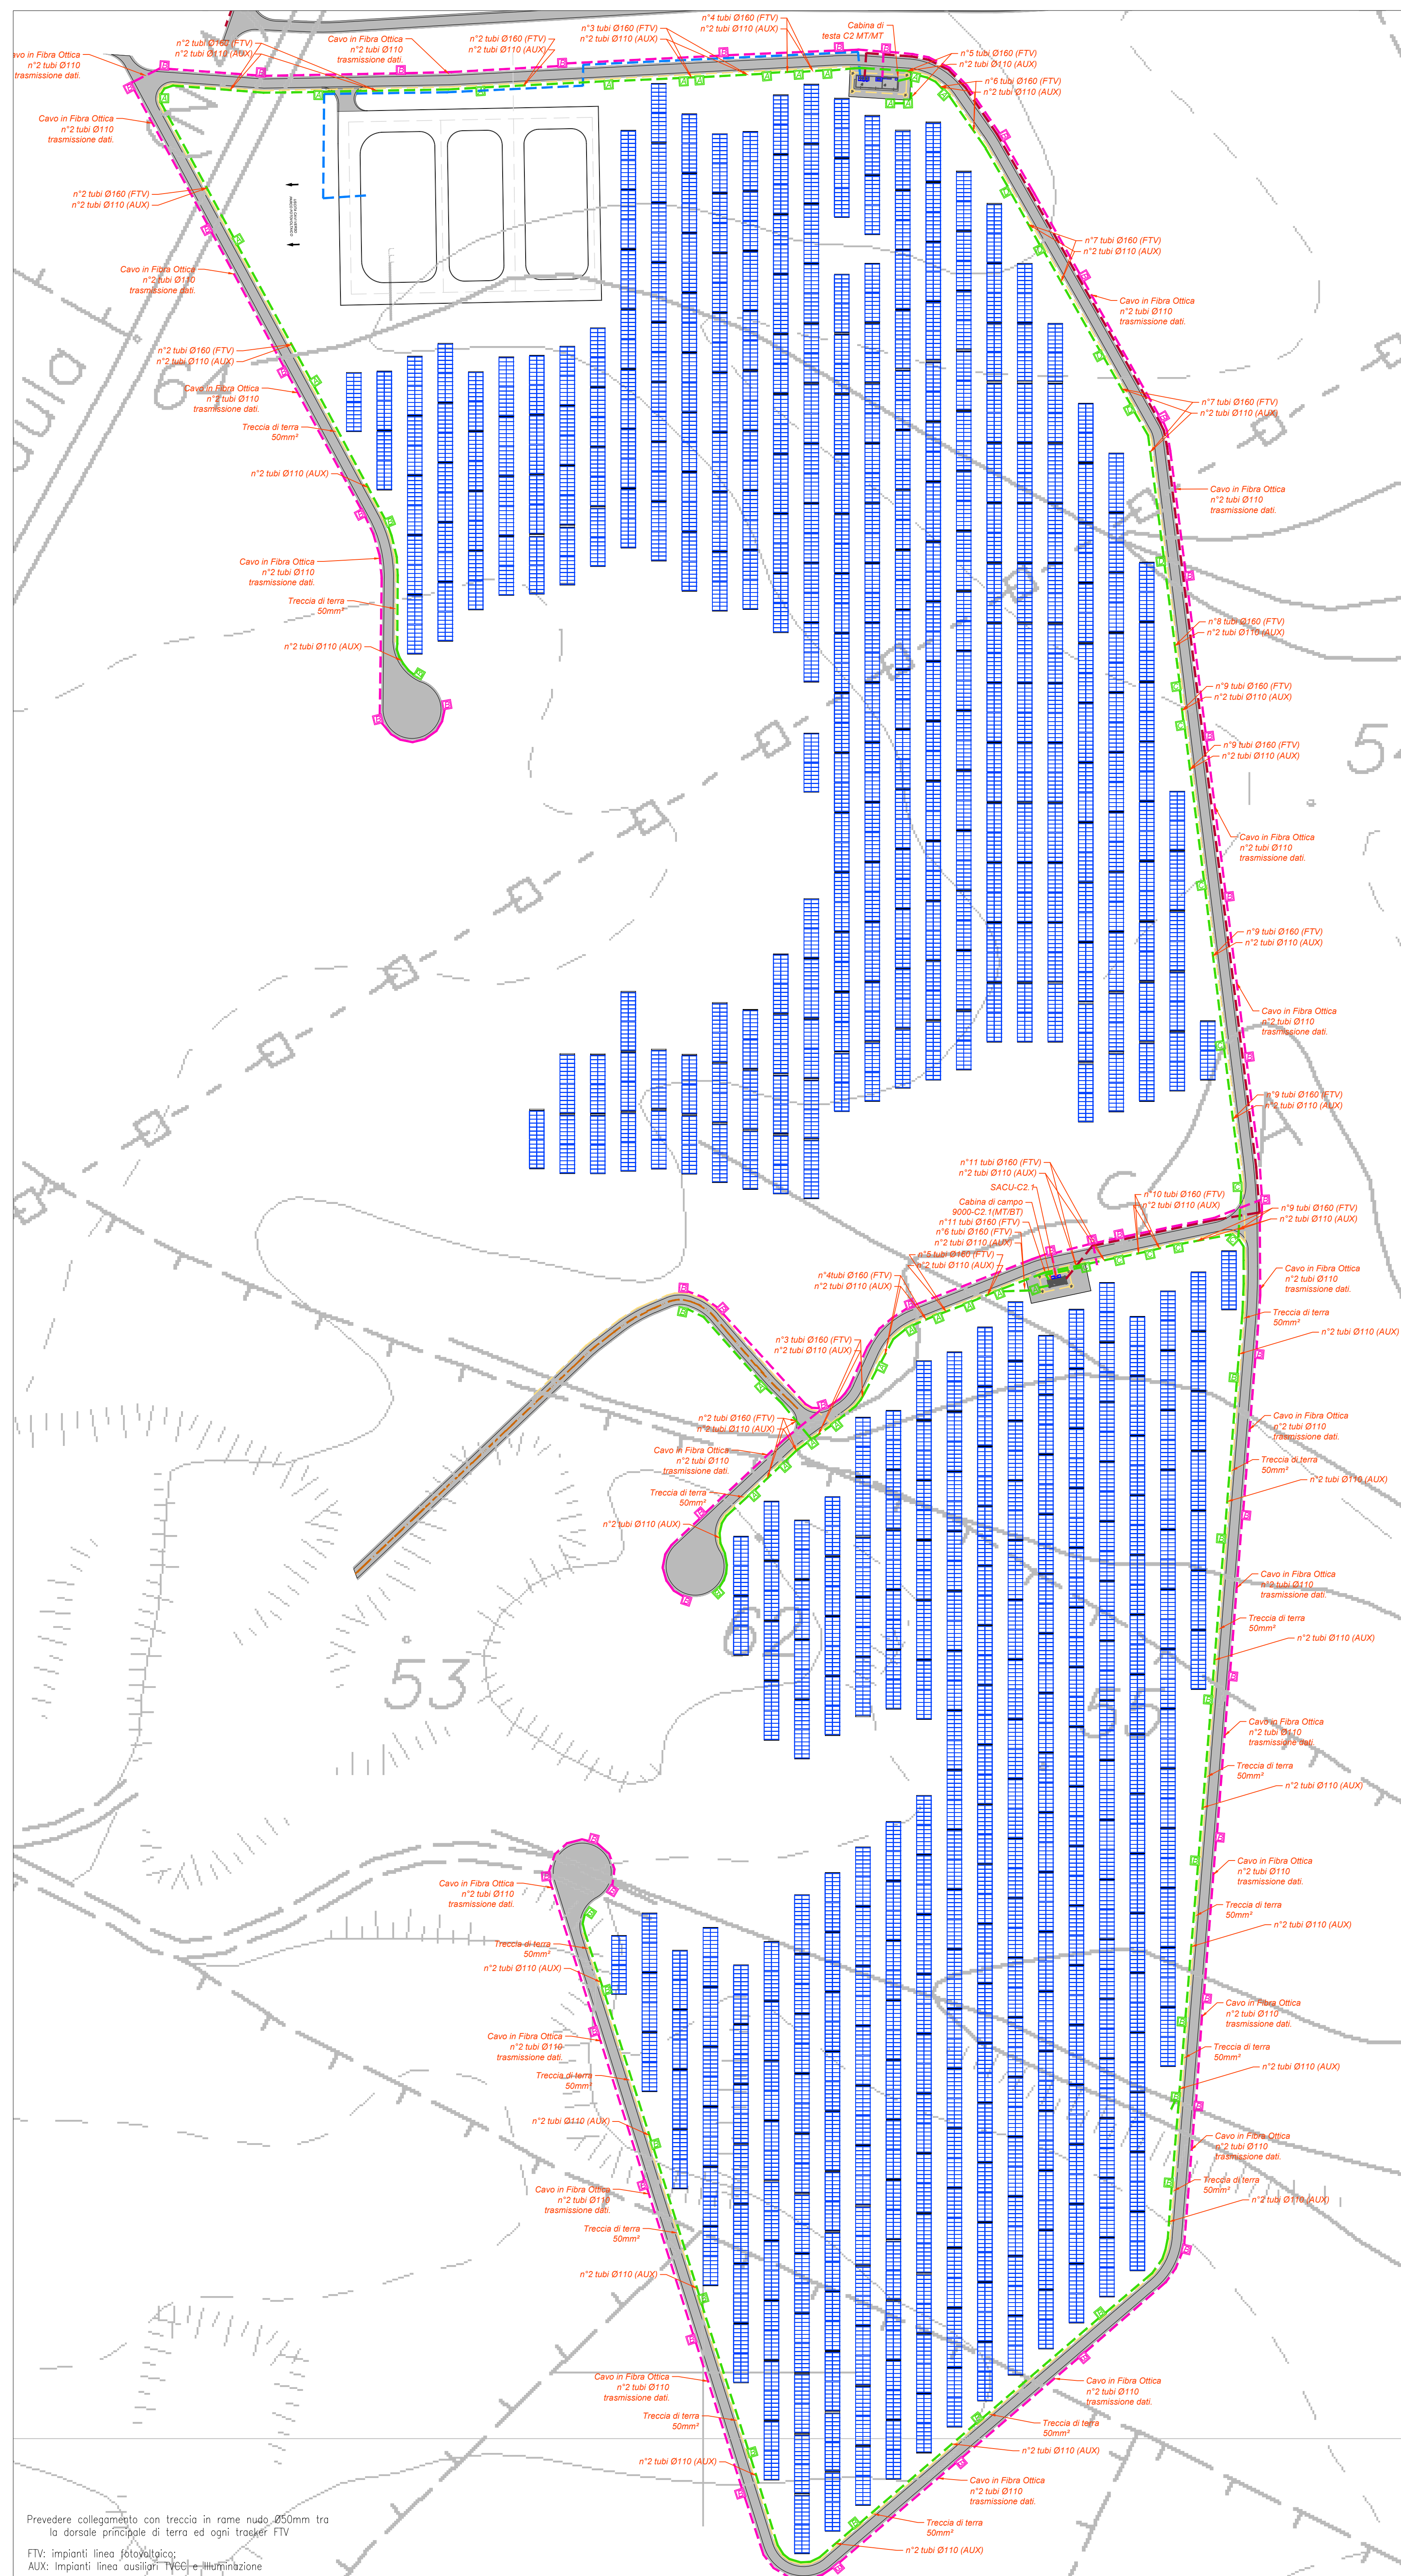 n°4 tubi Ø160 (FTV)
n°2 tubi Ø110 (AUX)
n°3 tubi Ø160 (FTV)
n°2 tubi Ø110 (AUX)
Cabina di
testa C2 MT/MT
n°2 tubi Ø160 (FTV)
n°2 tubi Ø110 (AUX)
Cavo in Fibra Ottica
n°2 tubi Ø110
trasmissione dati.
n°2 tubi Ø160 (FTV)
n°2 tubi Ø110 (AUX)
vo in Fibra Ottica
n°2 tubi Ø110
trasmissione dati.
n°5 tubi Ø160 (FTV)
n°2 tubi Ø110 (AUX)
n°6 tubi Ø160 (FTV)
n°2 tubi Ø110 (AUX)
Cavo in Fibra Ottica
n°2 tubi Ø110
trasmissione dati.
n°2 tubi Ø160 (FTV)
n°2 tubi Ø110 (AUX)
n°7 tubi Ø160 (FTV)
n°2 tubi Ø110 (AUX)
Cavo in Fibra Ottica
n°2 tubi Ø110
trasmissione dati.
Cavo in Fibra Ottica
n°2 tubi Ø110
trasmissione dati.
n°2 tubi Ø160 (FTV)
n°2 tubi Ø110 (AUX)
Cavo in Fibra Ottica
n°2 tubi Ø110
trasmissione dati.
n°7 tubi Ø160 (FTV)
n°2 tubi Ø110 (AUX)
Treccia di terra
50mm²
n°2 tubi Ø110 (AUX)
Cavo in Fibra Ottica
n°2 tubi Ø110
trasmissione dati.
Cavo in Fibra Ottica
n°2 tubi Ø110
trasmissione dati.
Treccia di terra
50mm²
n°8 tubi Ø160 (FTV)
n°2 tubi Ø110 (AUX)
n°2 tubi Ø110 (AUX)
n°9 tubi Ø160 (FTV)
n°2 tubi Ø110 (AUX)
n°9 tubi Ø160 (FTV)
n°2 tubi Ø110 (AUX)
54
Cavo in Fibra Ottica
n°2 tubi Ø110
trasmissione dati.
n°9 tubi Ø160 (FTV)
n°2 tubi Ø110 (AUX)
Cavo in Fibra Ottica
n°2 tubi Ø110
trasmissione dati.
n°9 tubi Ø160 (FTV)
n°2 tubi Ø110 (AUX)
n°11 tubi Ø160 (FTV)
n°2 tubi Ø110 (AUX)
SACU-C2.1
Cabina di campo
9000-C2.1(MT/BT)
n°11 tubi Ø160 (FTV)
n°6 tubi Ø160 (FTV)
n°2 tubi Ø110 (AUX)
n°10 tubi Ø160 (FTV)
n°2 tubi Ø110 (AUX)
n°9 tubi Ø160 (FTV)
n°2 tubi Ø110 (AUX)
n°5 tubi Ø160 (FTV)
n°2 tubi Ø110 (AUX)
n°4tubi Ø160 (FTV)
n°2 tubi Ø110 (AUX)
Cavo in Fibra Ottica
n°2 tubi Ø110
trasmissione dati.
Treccia di terra
50mm²
n°2 tubi Ø110 (AUX)
n°3 tubi Ø160 (FTV)
n°2 tubi Ø110 (AUX)
n°2 tubi Ø160 (FTV)
n°2 tubi Ø110 (AUX)
Cavo in Fibra Ottica
n°2 tubi Ø110
trasmissione dati.
Cavo in Fibra Ottica
n°2 tubi Ø110
trasmissione dati.
Treccia di terra
50mm²
n°2 tubi Ø110 (AUX)
Treccia di terra
50mm²
n°2 tubi Ø110 (AUX)
Cavo in Fibra Ottica
n°2 tubi Ø110
trasmissione dati.
Treccia di terra
50mm²
n°2 tubi Ø110 (AUX)
62
53
55
Cavo in Fibra Ottica
n°2 tubi Ø110
trasmissione dati.
Treccia di terra
50mm²
n°2 tubi Ø110 (AUX)
Cavo in Fibra Ottica
n°2 tubi Ø110
trasmissione dati.
Treccia di terra
50mm²
n°2 tubi Ø110 (AUX)
Cavo in Fibra Ottica
n°2 tubi Ø110
trasmissione dati.
Treccia di terra
50mm²
n°2 tubi Ø110 (AUX)
Cavo in Fibra Ottica
n°2 tubi Ø110
trasmissione dati.
Treccia di terra
50mm²
n°2 tubi Ø110 (AUX)
Cavo in Fibra Ottica
n°2 tubi Ø110
trasmissione dati.
Treccia di terra
50mm²
n°2 tubi Ø110 (AUX)
Cavo in Fibra Ottica
n°2 tubi Ø110
trasmissione dati.
Treccia di terra
50mm²
n°2 tubi Ø110 (AUX)
Cavo in Fibra Ottica
n°2 tubi Ø110
trasmissione dati.
Treccia di terra
50mm²
n°2 tubi Ø110 (AUX)
Cavo in Fibra Ottica
n°2 tubi Ø110
trasmissione dati.
Treccia di terra
50mm²
n°2 tubi Ø110 (AUX)
Cavo in Fibra Ottica
n°2 tubi Ø110
trasmissione dati.
Treccia di terra
50mm²
n°2 tubi Ø110 (AUX)
Cavo in Fibra Ottica
n°2 tubi Ø110
trasmissione dati.
Treccia di terra
50mm²
n°2 tubi Ø110 (AUX)
Prevedere collegamento con treccia in rame nudo Ø50mm tra
la dorsale principale di terra ed ogni tracker FTV
FTV: impianti linea fotovoltaico;
AUX: Impianti linea ausiliari TVCC e Illuminazione